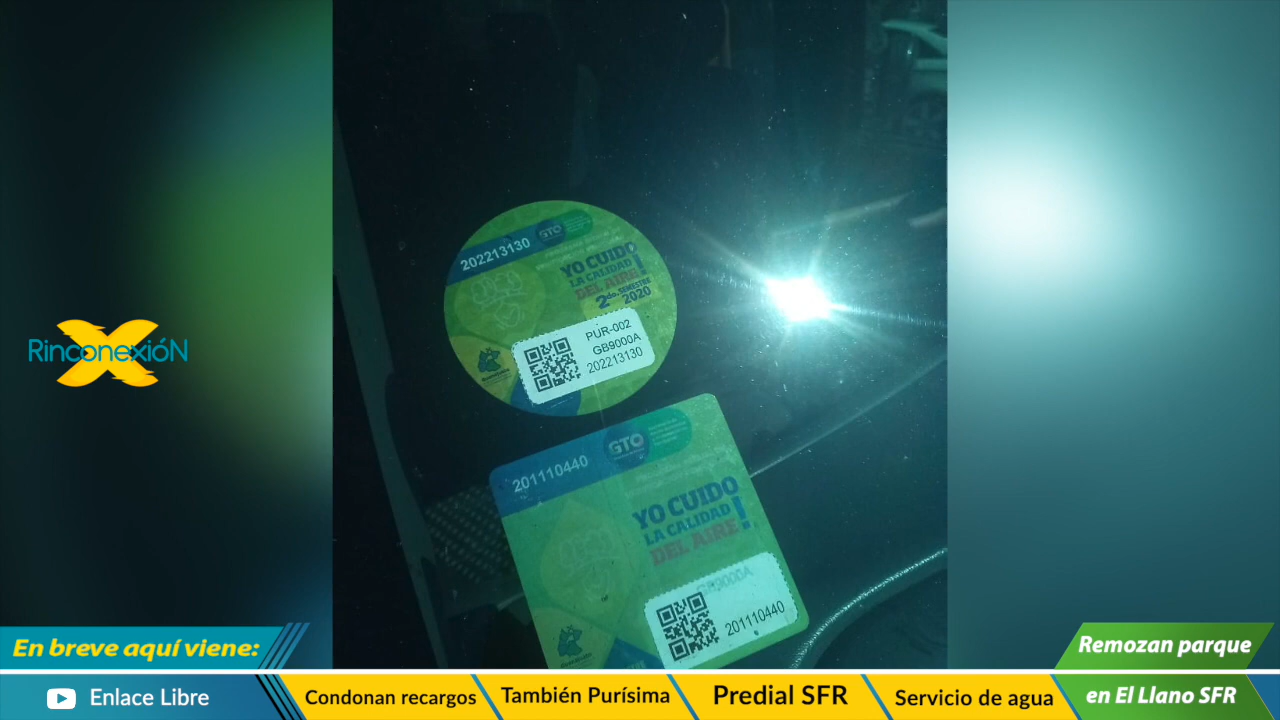 202213130
GTO
YO CUIDO
LA CALIDAD
DEL AIRE!
2do. SEMESTRE
2020
PUR-002
GB9000A
202213130
RinconexióN
GTO
201110440
YO CUIDO
LA CALIDAD
DEL AIRE!
GB9000A
201110440
En breve aquí viene:
Remozan parque
Enlace Libre
Condonan recargos
También Purísima
Predial SFR
Servicio de agua
en El Llano SFR